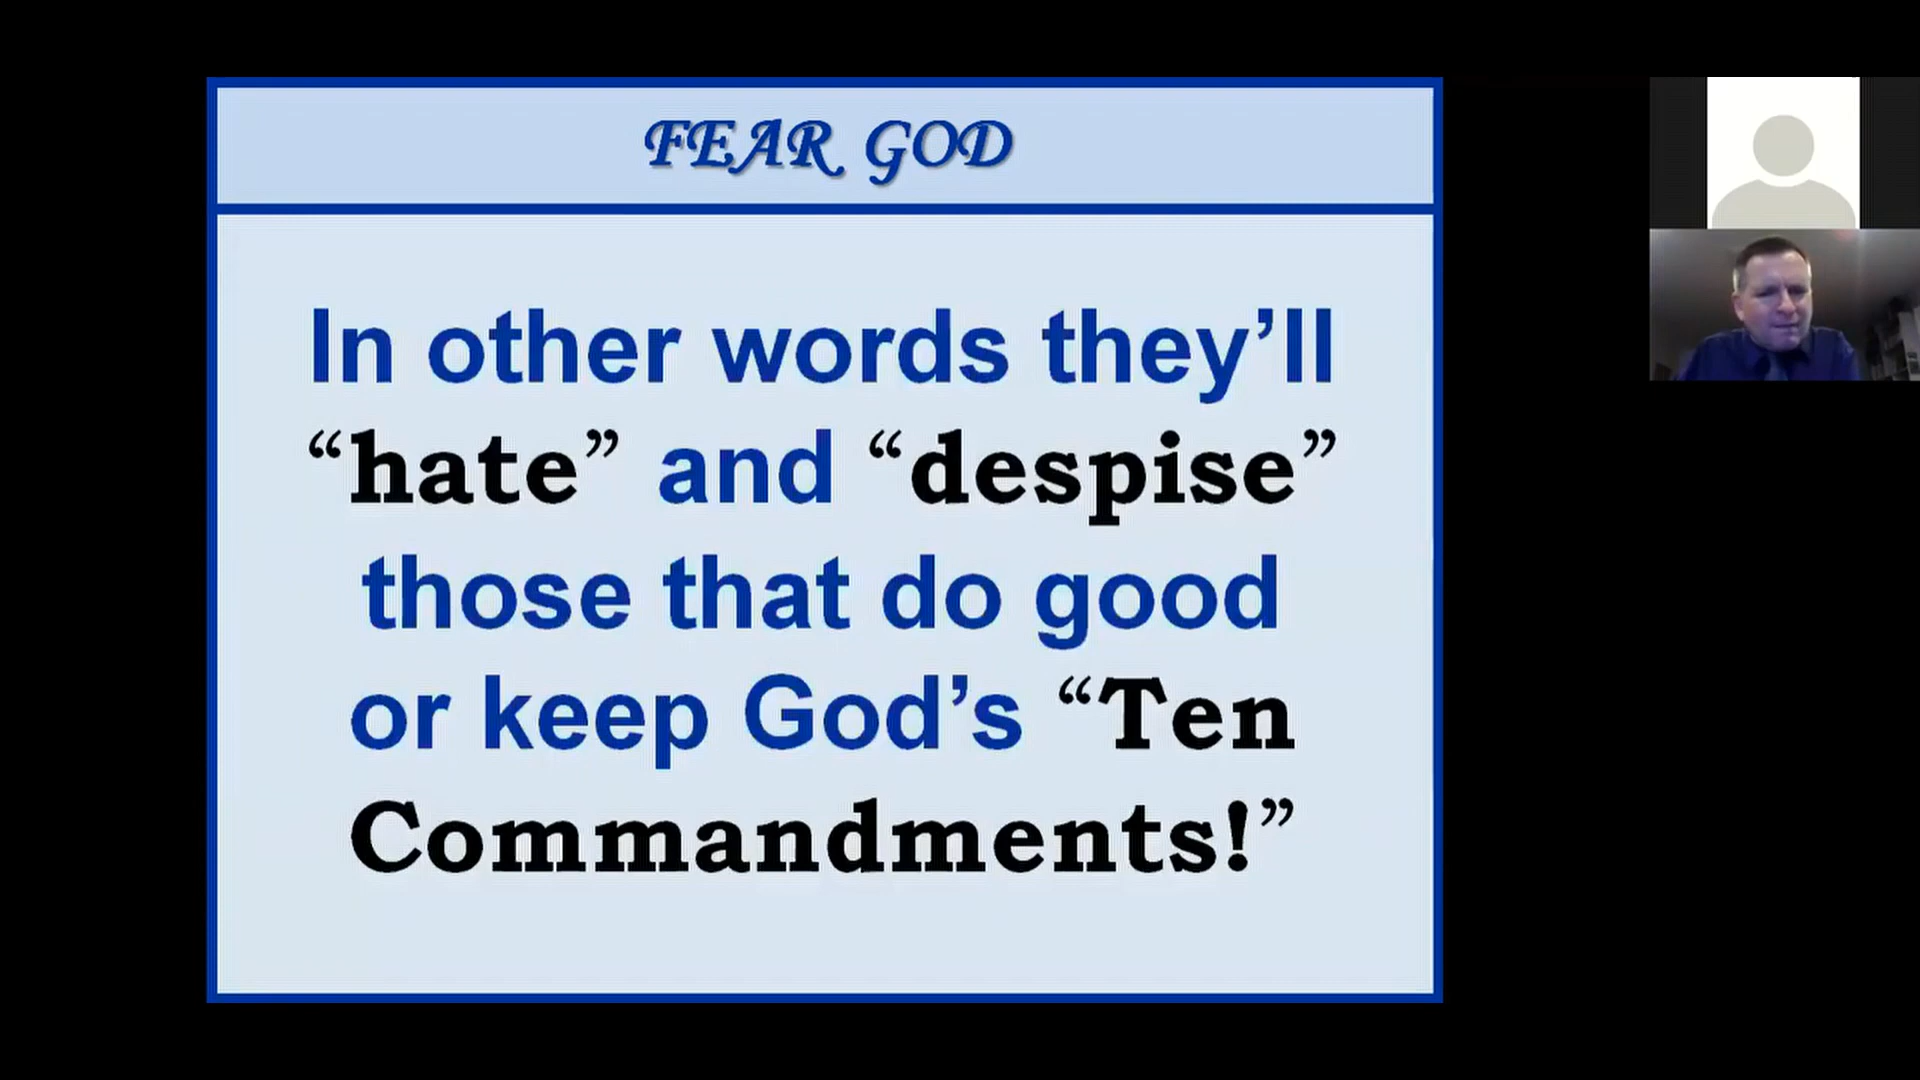 FEAR GOD
In other words they’ll
“hate” and “despise”
those that do good
or keep God’s “Ten
Commandments!”